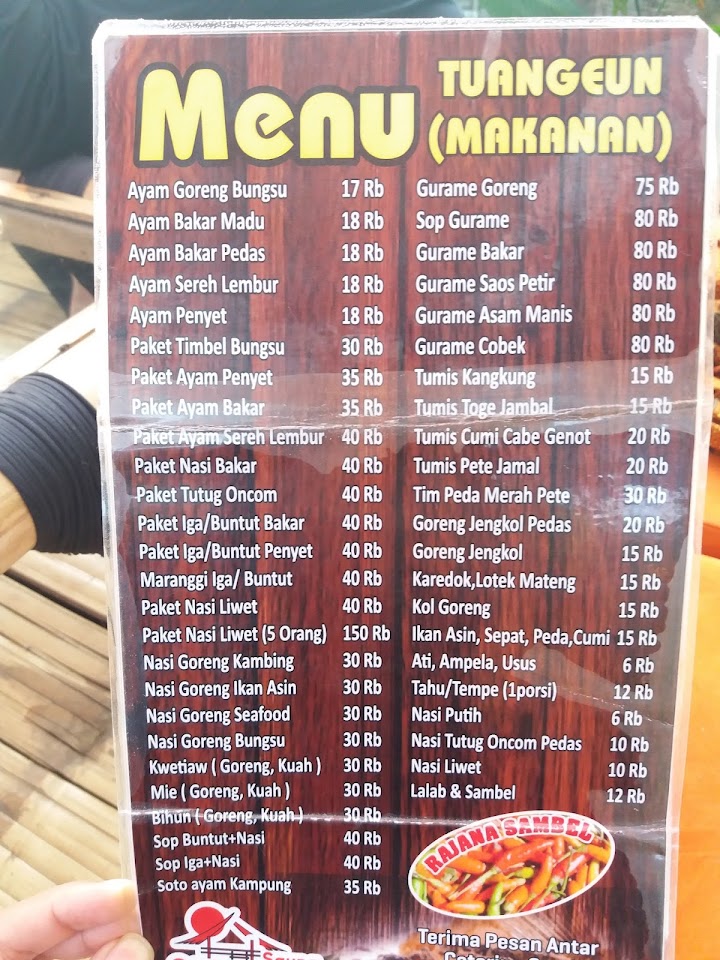 Menu
TUANGEUN
(MAKANAN)
Ayam Goreng Bungsu 17 Rb
Ayam Bakar Madu 18 Rb
Ayam Bakar Pedas 18 Rb
Ayam Sereh Lembur 18 Rb
Ayam Penyet 18 Rb
Paket Timbel Bungsu 30 Rb
Paket Ayam Penyet 35 Rb
Paket Ayam Bakar 35 Rb
Paket Ayam Sereh Lembur 40 Rb
Paket Nasi Bakar 40 Rb
Paket Tutug Oncom 40 Rb
Paket Iga/Buntut Bakar 40 Rb
Paket Iga/Buntut Penyet 40 Rb
Maranggi Iga/ Buntut 40 Rb
Paket Nasi Liwet 40 Rb
Paket Nasi Liwet (5 Orang) 150 Rb
Nasi Goreng Kambing 30 Rb
Nasi Goreng Ikan Asin 30 Rb
Nasi Goreng Seafood 30 Rb
Nasi Goreng Bungsu 30 Rb
Kwetiaw ( Goreng, Kuah ) 30 Rb
Mie ( Goreng, Kuah ) 30 Rb
Bihun ( Goreng, Kuah ) 30 Rb
Sop Buntut+Nasi 40 Rb
Sop Iga+Nasi 40 Rb
Soto ayam Kampung 35 Rb
Gurame Goreng 75 Rb
Sop Gurame 80 Rb
Gurame Bakar 80 Rb
Gurame Saos Petir 80 Rb
Gurame Asam Manis 80 Rb
Gurame Cobek 80 Rb
Tumis Kangkung 15 Rb
Tumis Toge Jambal 15 Rb
Tumis Cumi Cabe Genot 20 Rb
Tumis Pete Jamal 20 Rb
Tim Peda Merah Pete 30 Rb
Goreng Jengkol Pedas 20 Rb
Goreng Jengkol 15 Rb
Karedok,Lotek Mateng 15 Rb
Kol Goreng 15 Rb
Ikan Asin, Sepat, Peda,Cumi 15 Rb
Ati, Ampela, Usus 6 Rb
Tahu/Tempe (1porsi) 12 Rb
Nasi Putih 6 Rb
Nasi Tutug Oncom Pedas 10 Rb
Nasi Liwet 10 Rb
Lalab & Sambel 12 Rb
RAJANA SAMBEL
Terima Pesan Antar